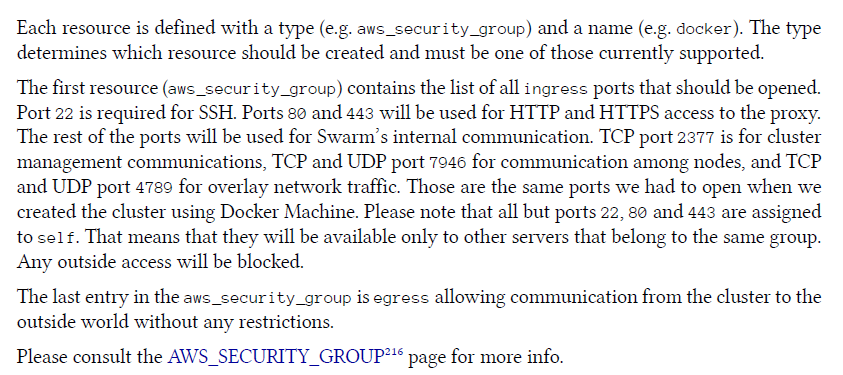 Each resource is defined with a type (e.g. aws_security_group) and a name (e.g. docker). The type
determines which resource should be created and must be one of those currently supported.
The first resource (aws_security_group) contains the list of all ingress ports that should be opened.
Port 22 is required for SSH. Ports 80 and 443 will be used for HTTP and HTTPS access to the proxy.
The rest of the ports will be used for Swarm's internal communication. TCP port 2377 is for cluster
management communications, TCP and UDP port 7946 for communication among nodes, and TCP
and UDP port 4789 for overlay network traffic. Those are the same ports we had to open when we
created the cluster using Docker Machine. Please note that all but ports 22, 80 and 443 are assigned
to self. That means that they will be available only to other servers that belong to the same group.
Any outside access will be blocked.
The last entry in the aws_security_group is egress allowing communication from the cluster to the
outside world without any restrictions.
Please consult the AWS_SECURITY_GROUP²¹⁶ page for more info.